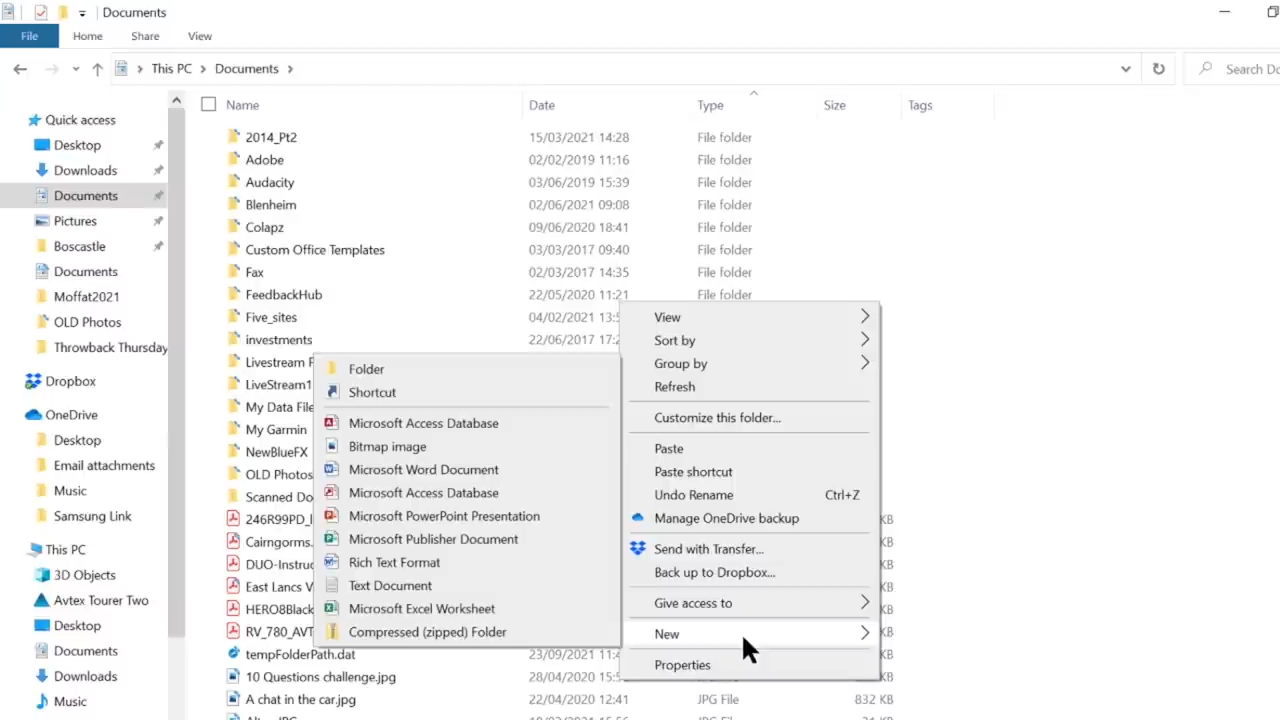 Documents
File Home Share View
This PC Documents Search Do
Name Date Type Size Tags
Quick access
Desktop
Downloads
Documents
Pictures
Boscastle
Documents
Moffat2021
OLD Photos
Throwback Thursday
Dropbox
OneDrive
Desktop
Email attachments
Music
Samsung Link
This PC
3D Objects
Avtex Tourer Two
Desktop
Documents
Downloads
Music
2014_Pt2 15/03/2021 14:28 File folder
Adobe 02/02/2019 11:16 File folder
Audacity 03/06/2019 15:39 File folder
Blenheim 02/06/2021 09:08 File folder
Colapz 09/06/2020 18:41 File folder
Custom Office Templates 03/03/2017 09:40 File folder
Fax 02/03/2017 14:35 File folder
FeedbackHub 22/05/2020 11:21 File folder
Five_sites 04/02/2021 13:5
investments 22/06/2017 17:2
Livestream
LiveStream1
My Data File
My Garmin
NewBlueFX
OLD Photos
Scanned Do
246R99PD_ KB
Cairngorms. KB
DUO-Instruc KB
East Lancs V KB
HERO8Black KB
RV_780_AVT KB
tempFolderPath.dat 23/09/2021 11:4 KB
10 Questions challenge.jpg 28/04/2020 15:5 KB
A chat in the car.jpg 22/04/2020 12:41 JPG File 832 KB
Folder
Shortcut
Microsoft Access Database
Bitmap image
Microsoft Word Document
Microsoft Access Database
Microsoft PowerPoint Presentation
Microsoft Publisher Document
Rich Text Format
Text Document
Microsoft Excel Worksheet
Compressed (zipped) Folder
View
Sort by
Group by
Refresh
Customize this folder...
Paste
Paste shortcut
Undo Rename Ctrl+Z
Manage OneDrive backup
Send with Transfer...
Back up to Dropbox...
Give access to
New
Properties